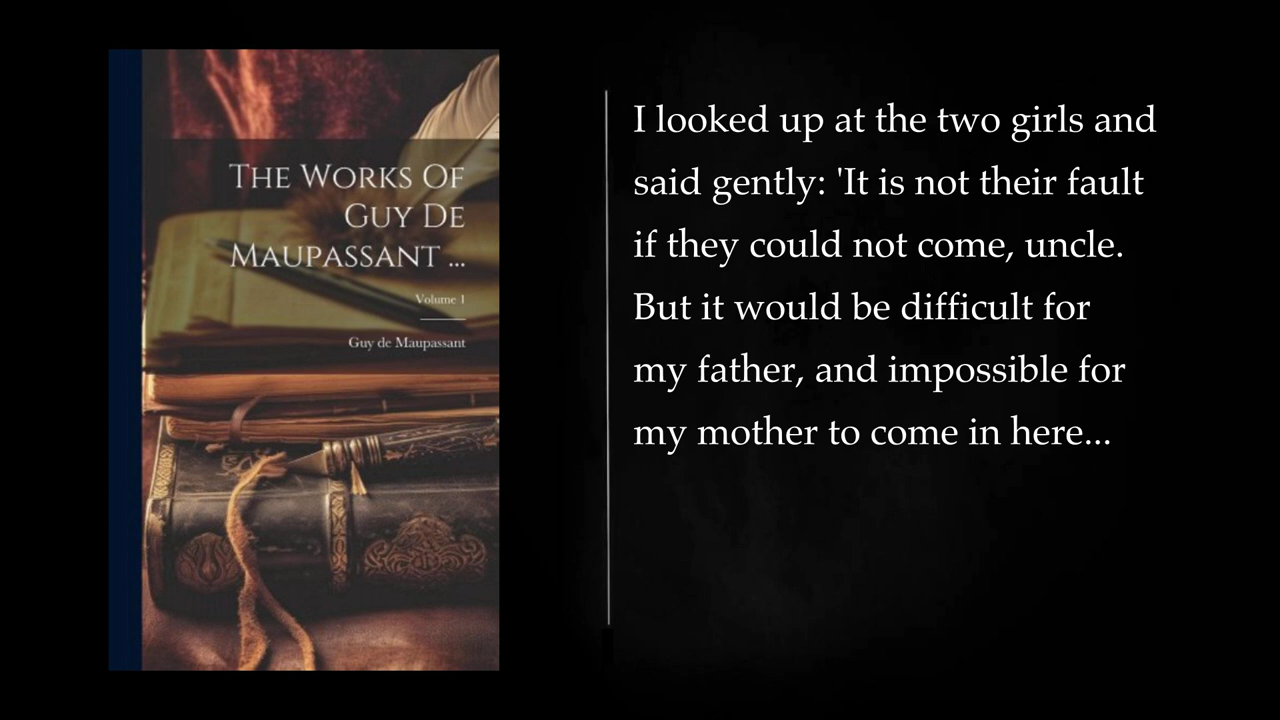 The Works Of
Guy De
Maupassant ...
Volume 1
Guy de Maupassant
I looked up at the two girls and
said gently: 'It is not their fault
if they could not come, uncle.
But it would be difficult for
my father, and impossible for
my mother to come in here...